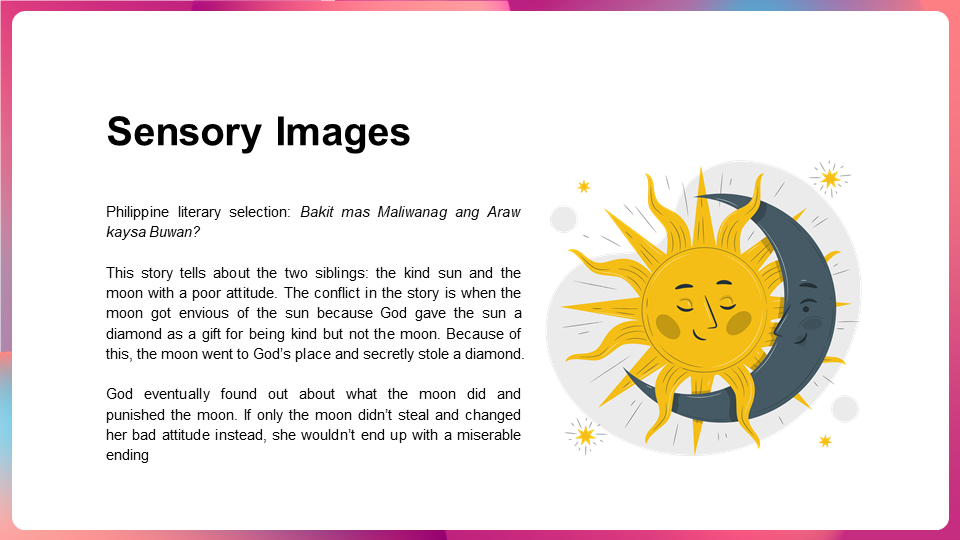 Sensory Images
Philippine literary selection: Bakit mas Maliwanag ang Araw
kaysa Buwan?
This story tells about the two siblings: the kind sun and the
moon with a poor attitude. The conflict in the story is when the
moon got envious of the sun because God gave the sun a
diamond as a gift for being kind but not the moon. Because of
this, the moon went to God’s place and secretly stole a diamond.
God eventually found out about what the moon did and
punished the moon. If only the moon didn’t steal and changed
her bad attitude instead, she wouldn’t end up with a miserable
ending